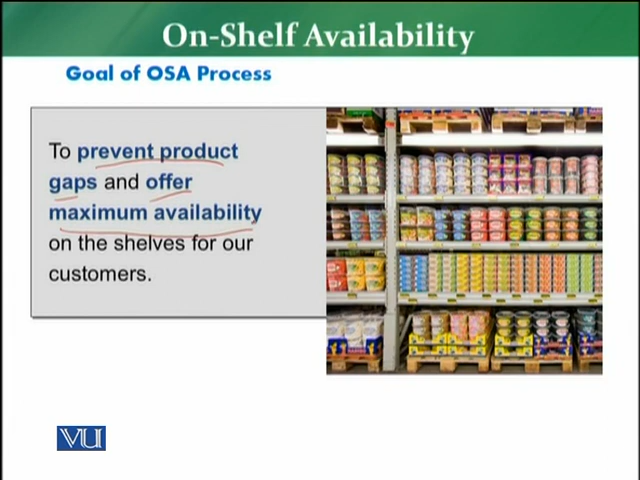 On-Shelf Availability
Goal of OSA Process
To prevent product
gaps and offer
maximum availability
on the shelves for our
customers.
VU